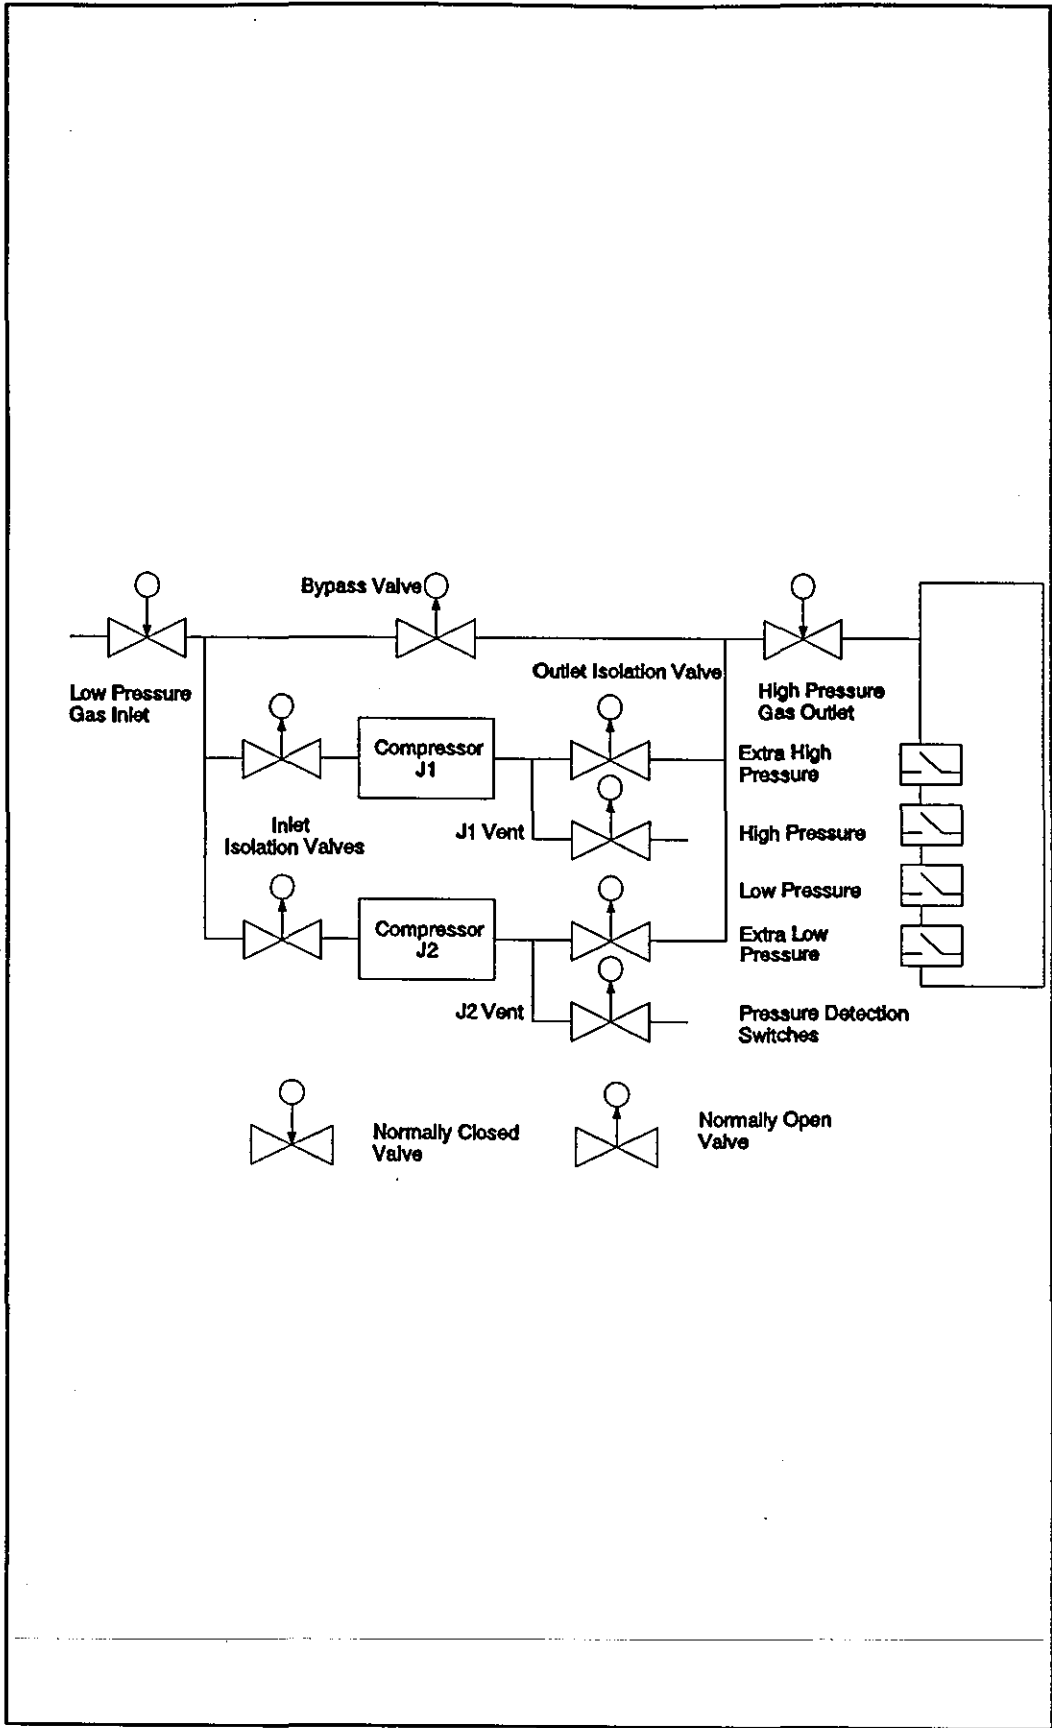 Bypass Valve
Low Pressure
Gas Inlet
Outlet Isolation Valve
High Pressure
Gas Outlet
Compressor
J1
Extra High
Pressure
Inlet
Isolation Valves
J1 Vent
High Pressure
Low Pressure
Compressor
J2
Extra Low
Pressure
J2 Vent
Pressure Detection
Switches
Normally Closed
Valve
Normally Open
Valve